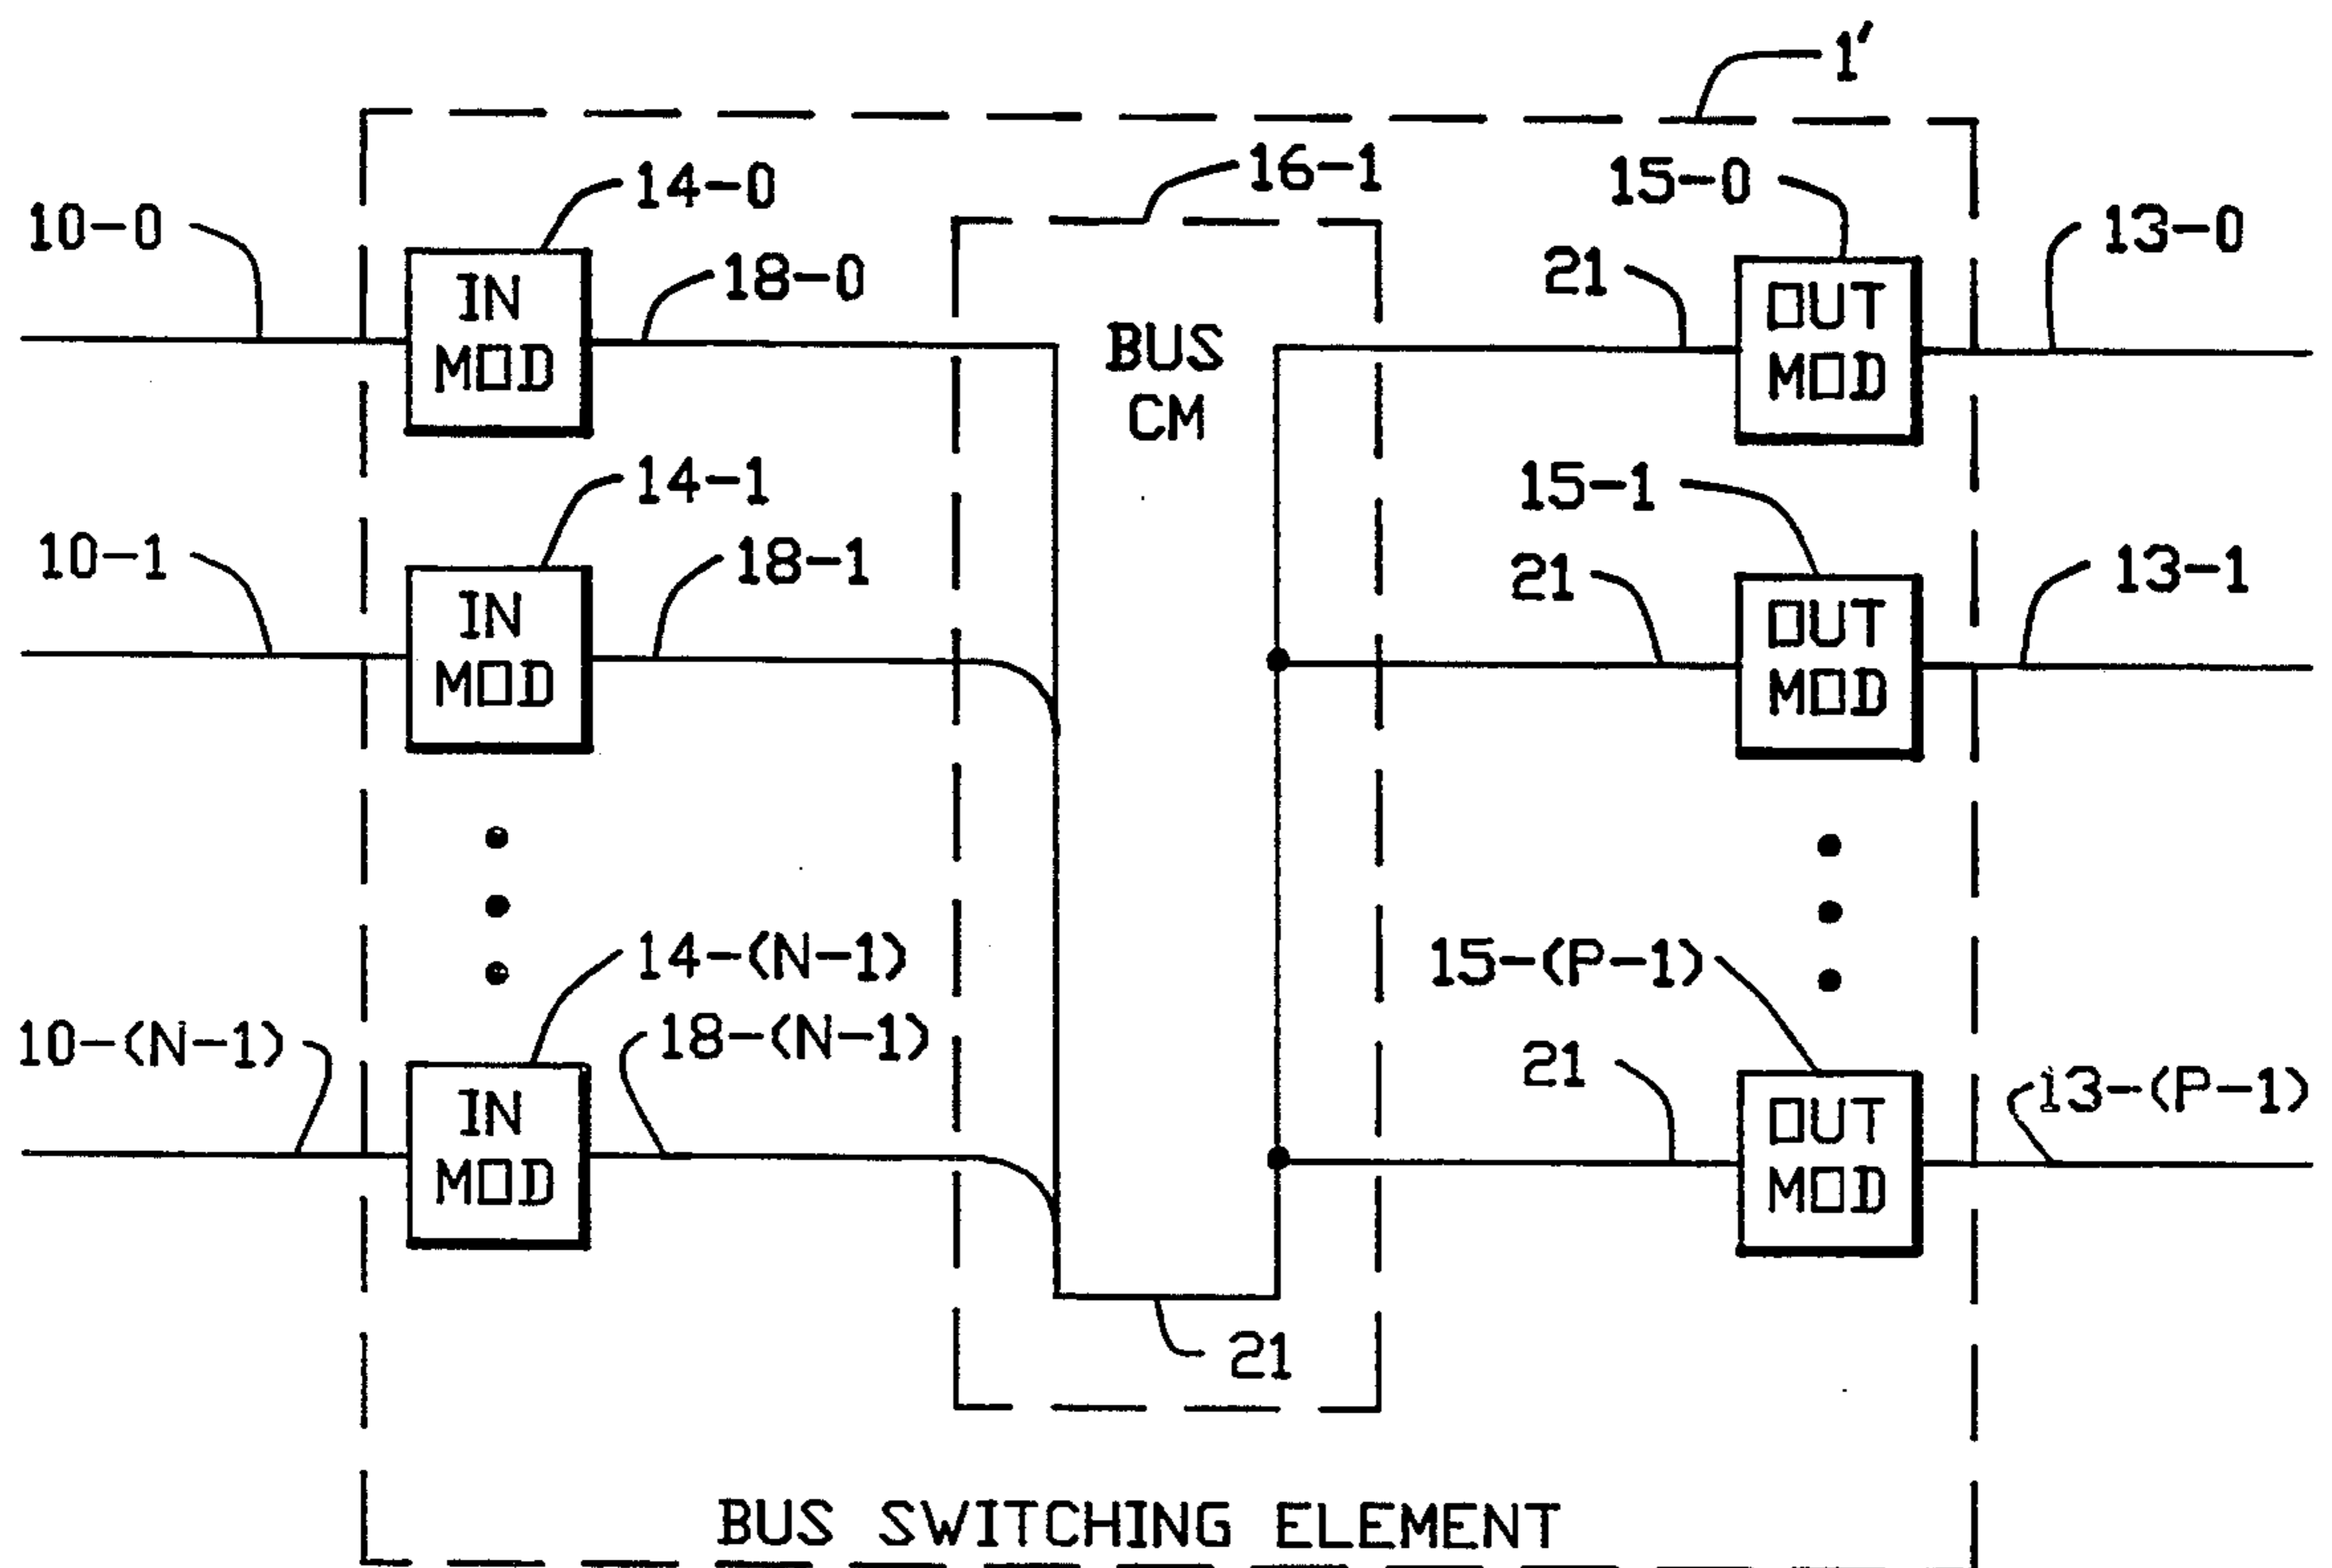 1′
16-1
14-0
15-0
10-0
13-0
18-0
21
IN
MOD
BUS
CM
OUT
MOD
14-1
15-1
10-1
18-1
21
13-1
IN
MOD
OUT
MOD
14-(N-1)
15-(P-1)
10-(N-1)
18-(N-1)
21
13-(P-1)
IN
MOD
OUT
MOD
21
BUS SWITCHING ELEMENT